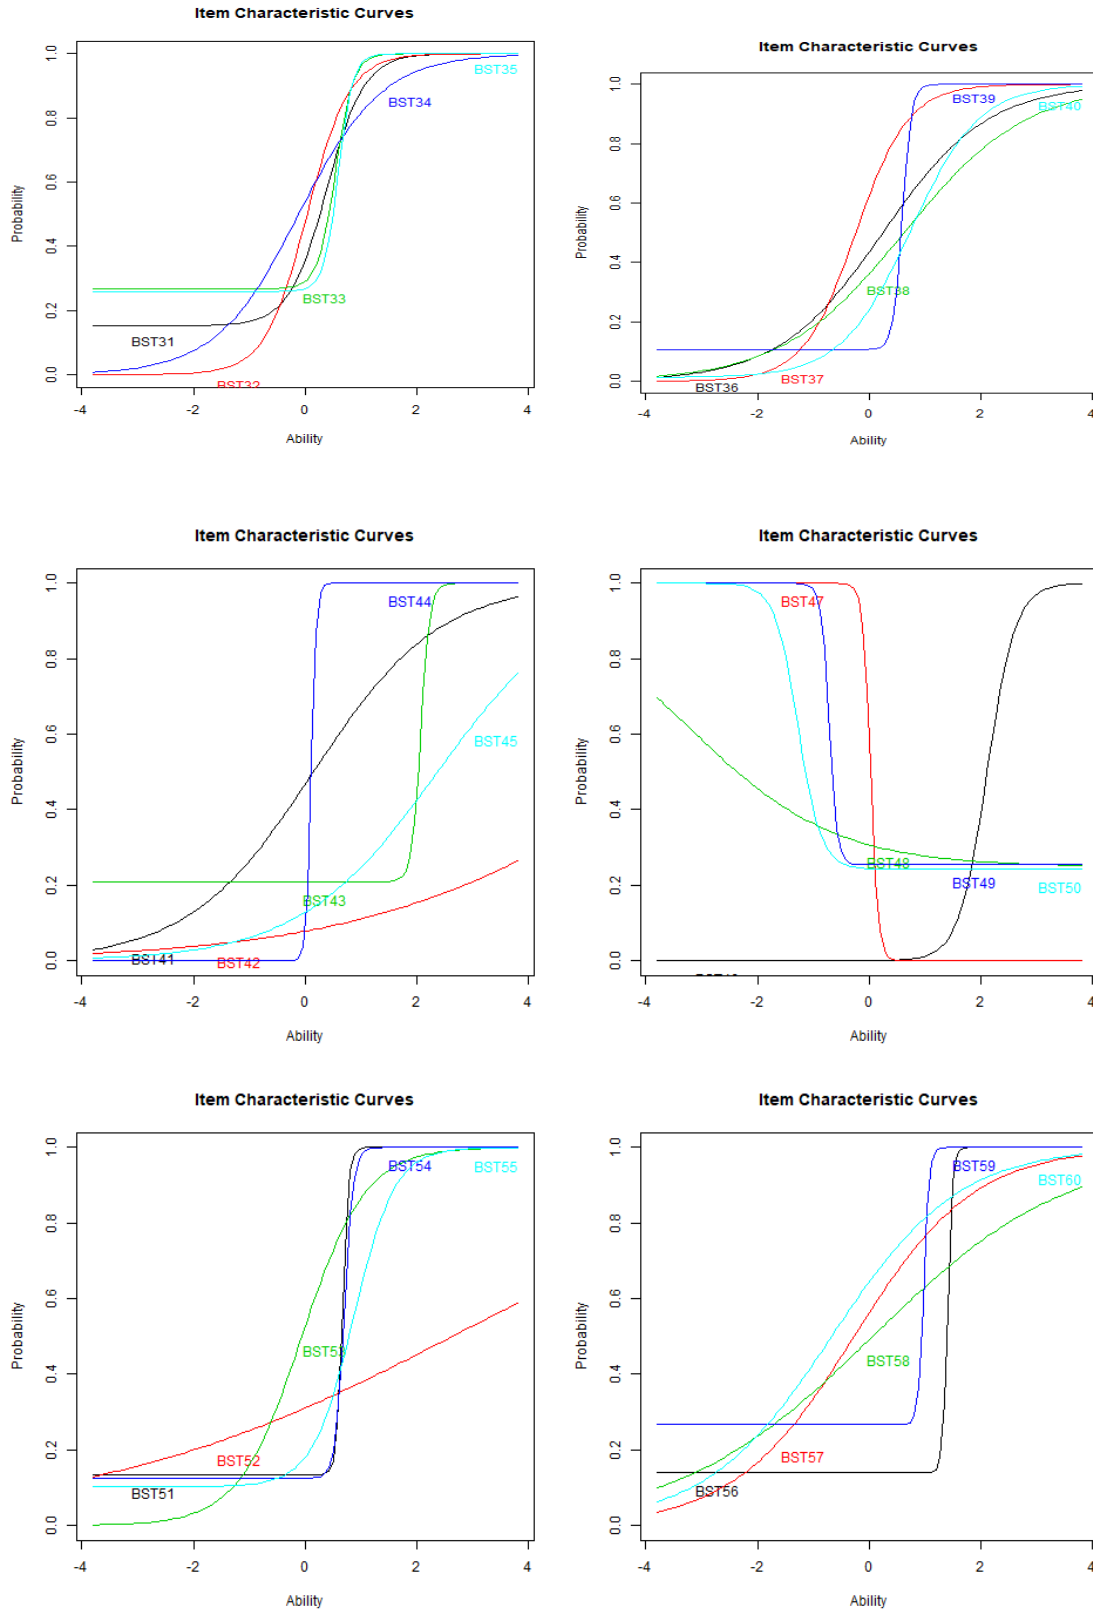 Item Characteristic Curves
Probability
1.0
0.8
0.6
0.4
0.2
0.0
BST35
BST34
BST33
BST31
BST32
-4 -2 0 2 4
Ability
Item Characteristic Curves
Probability
1.0
0.8
0.6
0.4
0.2
0.0
BST39
BST40
BST38
BST37
BST36
-4 -2 0 2 4
Ability
Item Characteristic Curves
Probability
1.0
0.8
0.6
0.4
0.2
0.0
BST44
BST45
BST43
BST41
BST42
-4 -2 0 2 4
Ability
Item Characteristic Curves
Probability
1.0
0.8
0.6
0.4
0.2
0.0
BST47
BST48
BST49
BST50
-4 -2 0 2 4
Ability
Item Characteristic Curves
Probability
1.0
0.8
0.6
0.4
0.2
0.0
BST54
BST55
BST52
BST51
-4 -2 0 2 4
Ability
Item Characteristic Curves
Probability
1.0
0.8
0.6
0.4
0.2
0.0
BST59
BST60
BST58
BST57
BST56
-4 -2 0 2 4
Ability